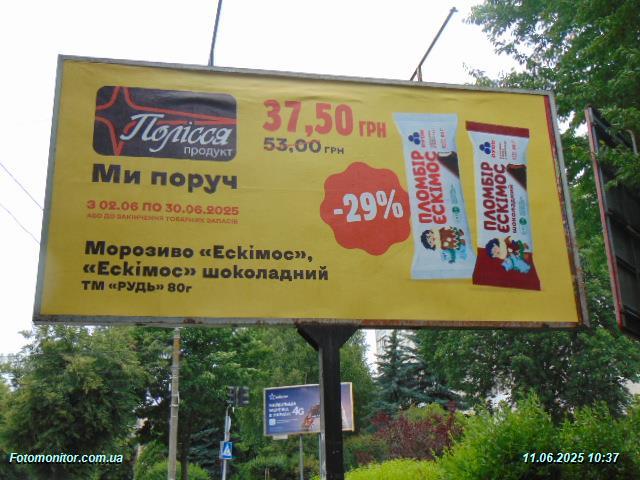 Полісся
продукт
Ми поруч
З 02.06 ПО 30.06.2025
АБО ДО ЗАКІНЧЕННЯ ТОВАРНИХ ЗАПАСІВ
37,50 ГРН
53,00 ГРН
-29%
Морозиво «Ескімос»,
«Ескімос» шоколадний
ТМ «РУДЬ» 80г
ПЛОМБІР
ЕСКІМОС
ПЛОМБІР
ЕСКІМОС
шоколадний
4G
Fotomonitor.com.ua
11.06.2025 10:37